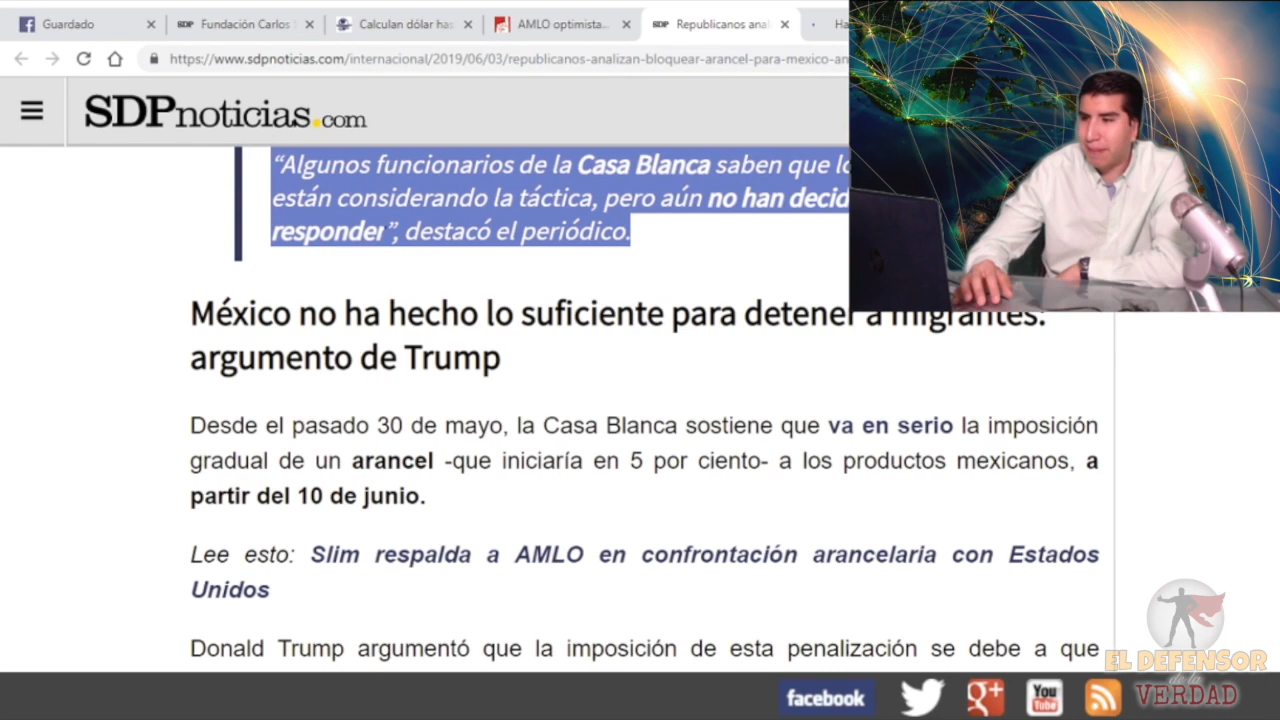 Guardado
SDP Fundación Carlos S
Calculan dólar has
AMLO optimista...
SDP Republicanos anal
https://www.sdpnoticias.com/internacional/2019/06/03/republicanos-analizan-bloquear-arancel-para-mexico-an
SDPnoticias.com
“Algunos funcionarios de la Casa Blanca saben que lo
están considerando la táctica, pero aún no han decid
responder”, destacó el periódico.
México no ha hecho lo suficiente para detener a migrantes:
argumento de Trump
Desde el pasado 30 de mayo, la Casa Blanca sostiene que va en serio la imposición
gradual de un arancel -que iniciaría en 5 por ciento- a los productos mexicanos, a
partir del 10 de junio.
Lee esto: Slim respalda a AMLO en confrontación arancelaria con Estados
Unidos
Donald Trump argumentó que la imposición de esta penalización se debe a que
EL DEFENSOR
de la
VERDAD
facebook
g+
You
Tube